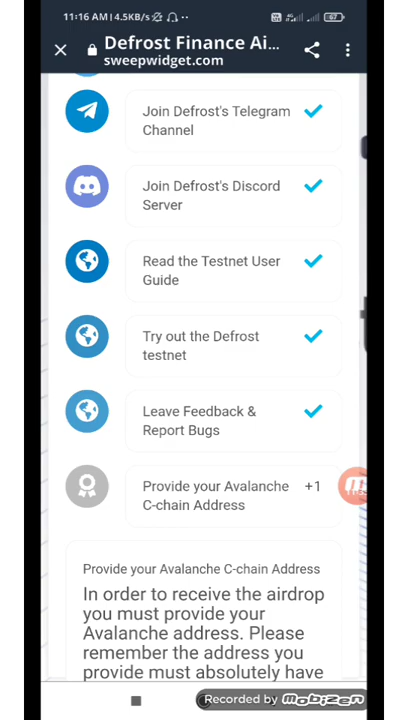 11:16 AM | 4.5KB/s
67
Defrost Finance Ai...
sweepwidget.com
Join Defrost's Telegram
Channel
Join Defrost's Discord
Server
Read the Testnet User
Guide
Try out the Defrost
testnet
Leave Feedback &
Report Bugs
Provide your Avalanche +1
C-chain Address
Provide your Avalanche C-chain Address
In order to receive the airdrop
you must provide your
Avalanche address. Please
remember the address you
provide must absolutely have
Recorded by mobizen